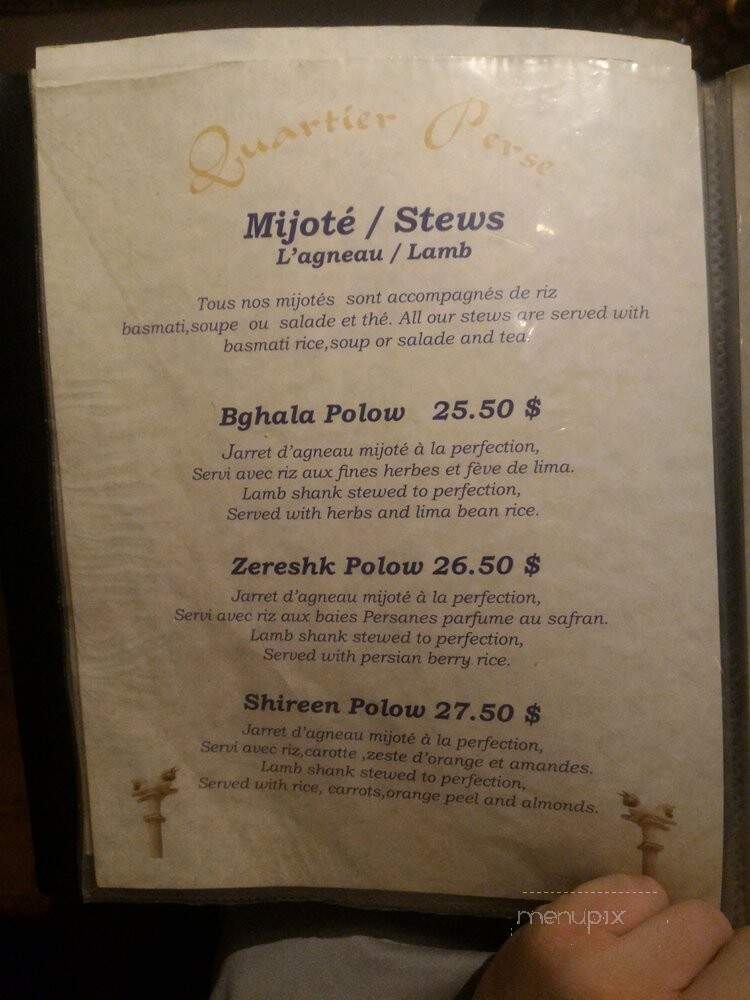 Quartier Perse
Mijoté / Stews
L'agneau / Lamb
Tous nos mijotés sont accompagnés de riz
basmati,soupe ou salade et thé. All our stews are served with
basmati rice,soup or salade and tea.
Bghala Polow 25.50 $
Jarret d'agneau mijoté à la perfection,
Servi avec riz aux fines herbes et fève de lima.
Lamb shank stewed to perfection,
Served with herbs and lima bean rice.
Zereshk Polow 26.50 $
Jarret d'agneau mijoté à la perfection,
Servi avec riz aux baies Persanes parfume au safran.
Lamb shank stewed to perfection,
Served with persian berry rice.
Shireen Polow 27.50 $
Jarret d'agneau mijoté à la perfection,
Servi avec riz,carotte ,zeste d'orange et amandes.
Lamb shank stewed to perfection,
Served with rice, carrots,orange peel and almonds.
menupix